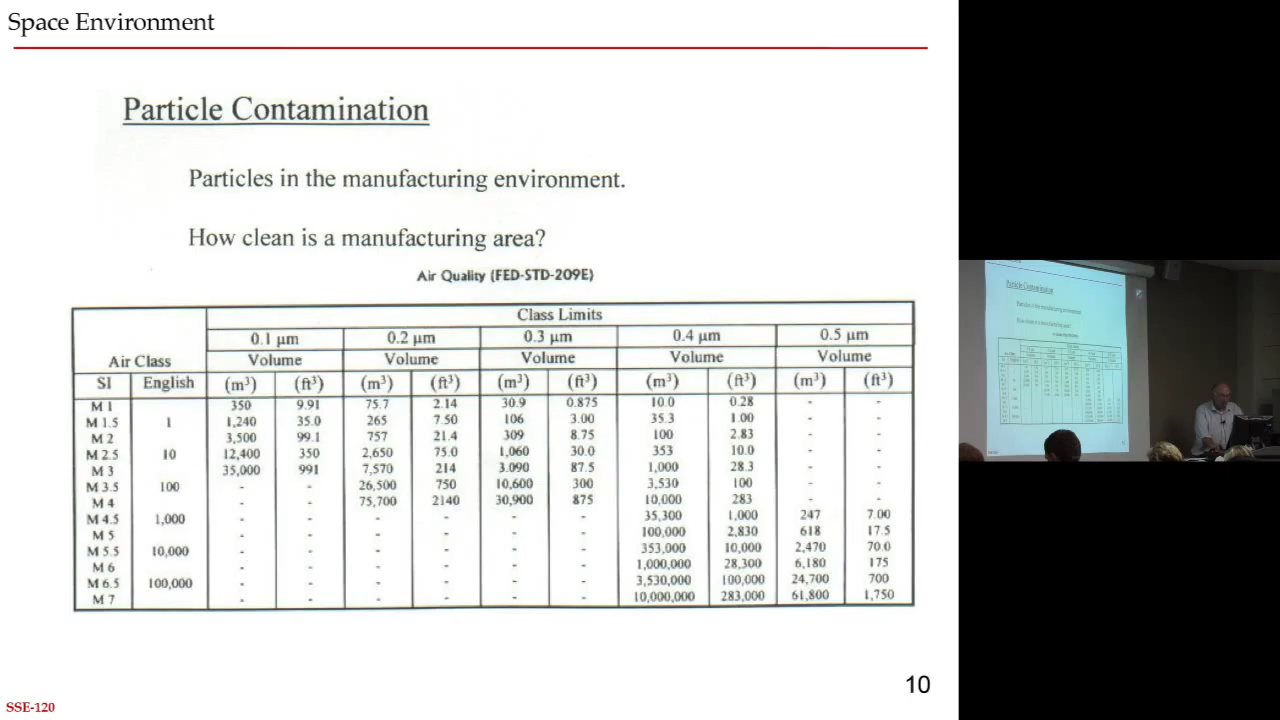 Space Environment
Particle Contamination
Particles in the manufacturing environment.
How clean is a manufacturing area?
Air Quality (FED-STD-209E)
Class Limits
0.1 μm 0.2 μm 0.3 μm 0.4 μm 0.5 μm
Air Class Volume Volume Volume Volume Volume
SI English (m³) (ft³) (m³) (ft³) (m³) (ft³) (m³) (ft³) (m³) (ft³)
M 1 350 9.91 75.7 2.14 30.9 0.875 10.0 0.28 - -
M 1.5 1 1,240 35.0 265 7.50 106 3.00 35.3 1.00 - -
M 2 3,500 99.1 757 21.4 309 8.75 100 2.83 - -
M 2.5 10 12,400 350 2,650 75.0 1,060 30.0 353 10.0 - -
M 3 35,000 991 7,570 214 3.090 87.5 1,000 28.3 - -
M 3.5 100 - - 26,500 750 10,600 300 3,530 100 - -
M 4 - - 75,700 2140 30,900 875 10,000 283 - -
M 4.5 1,000 - - - - - - 35,300 1,000 247 7.00
M 5 - - - - - - 100,000 2,830 618 17.5
M 5.5 10,000 - - - - - - 353,000 10,000 2,470 70.0
M 6 - - - - - - 1,000,000 28,300 6,180 175
M 6.5 100,000 - - - - - - 3,530,000 100,000 24,700 700
M 7 - - - - - - 10,000,000 283,000 61,800 1,750
10
SSE-120
Particle Contamination